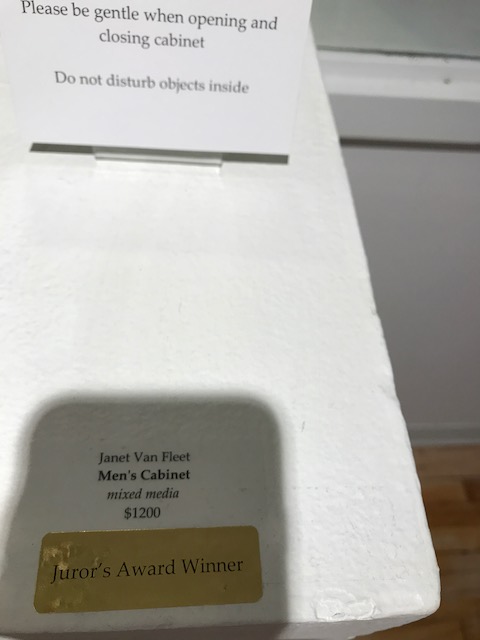 Please be gentle when opening and
closing cabinet
Do not disturb objects inside
Janet Van Fleet
Men's Cabinet
mixed media
$1200
Juror's Award Winner